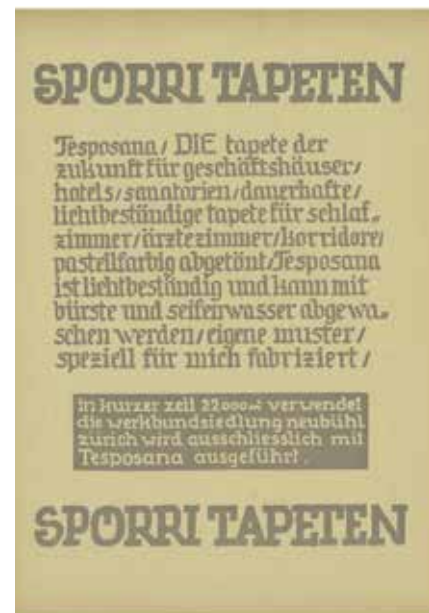 SPÖRRI TAPETEN
Tesposana / DIE tapete der
zukunft für geschäftshäuser /
hotels / sanatorien / dauerhafte /
lichtbeständige tapete für schlaf-
zimmer / ärztezimmer / korridore /
pastellfarbig abgetönt / Tesposana
ist lichtbeständig und kann mit
bürste und seifenwasser abgewa-
schen werden / eigene muster /
speziell für mich fabriziert /
in kurzer zeit 22000 m² verwendet
die werkbundsiedlung neubühl
zürich wird ausschliesslich mit
Tesposana ausgeführt.
SPÖRRI TAPETEN